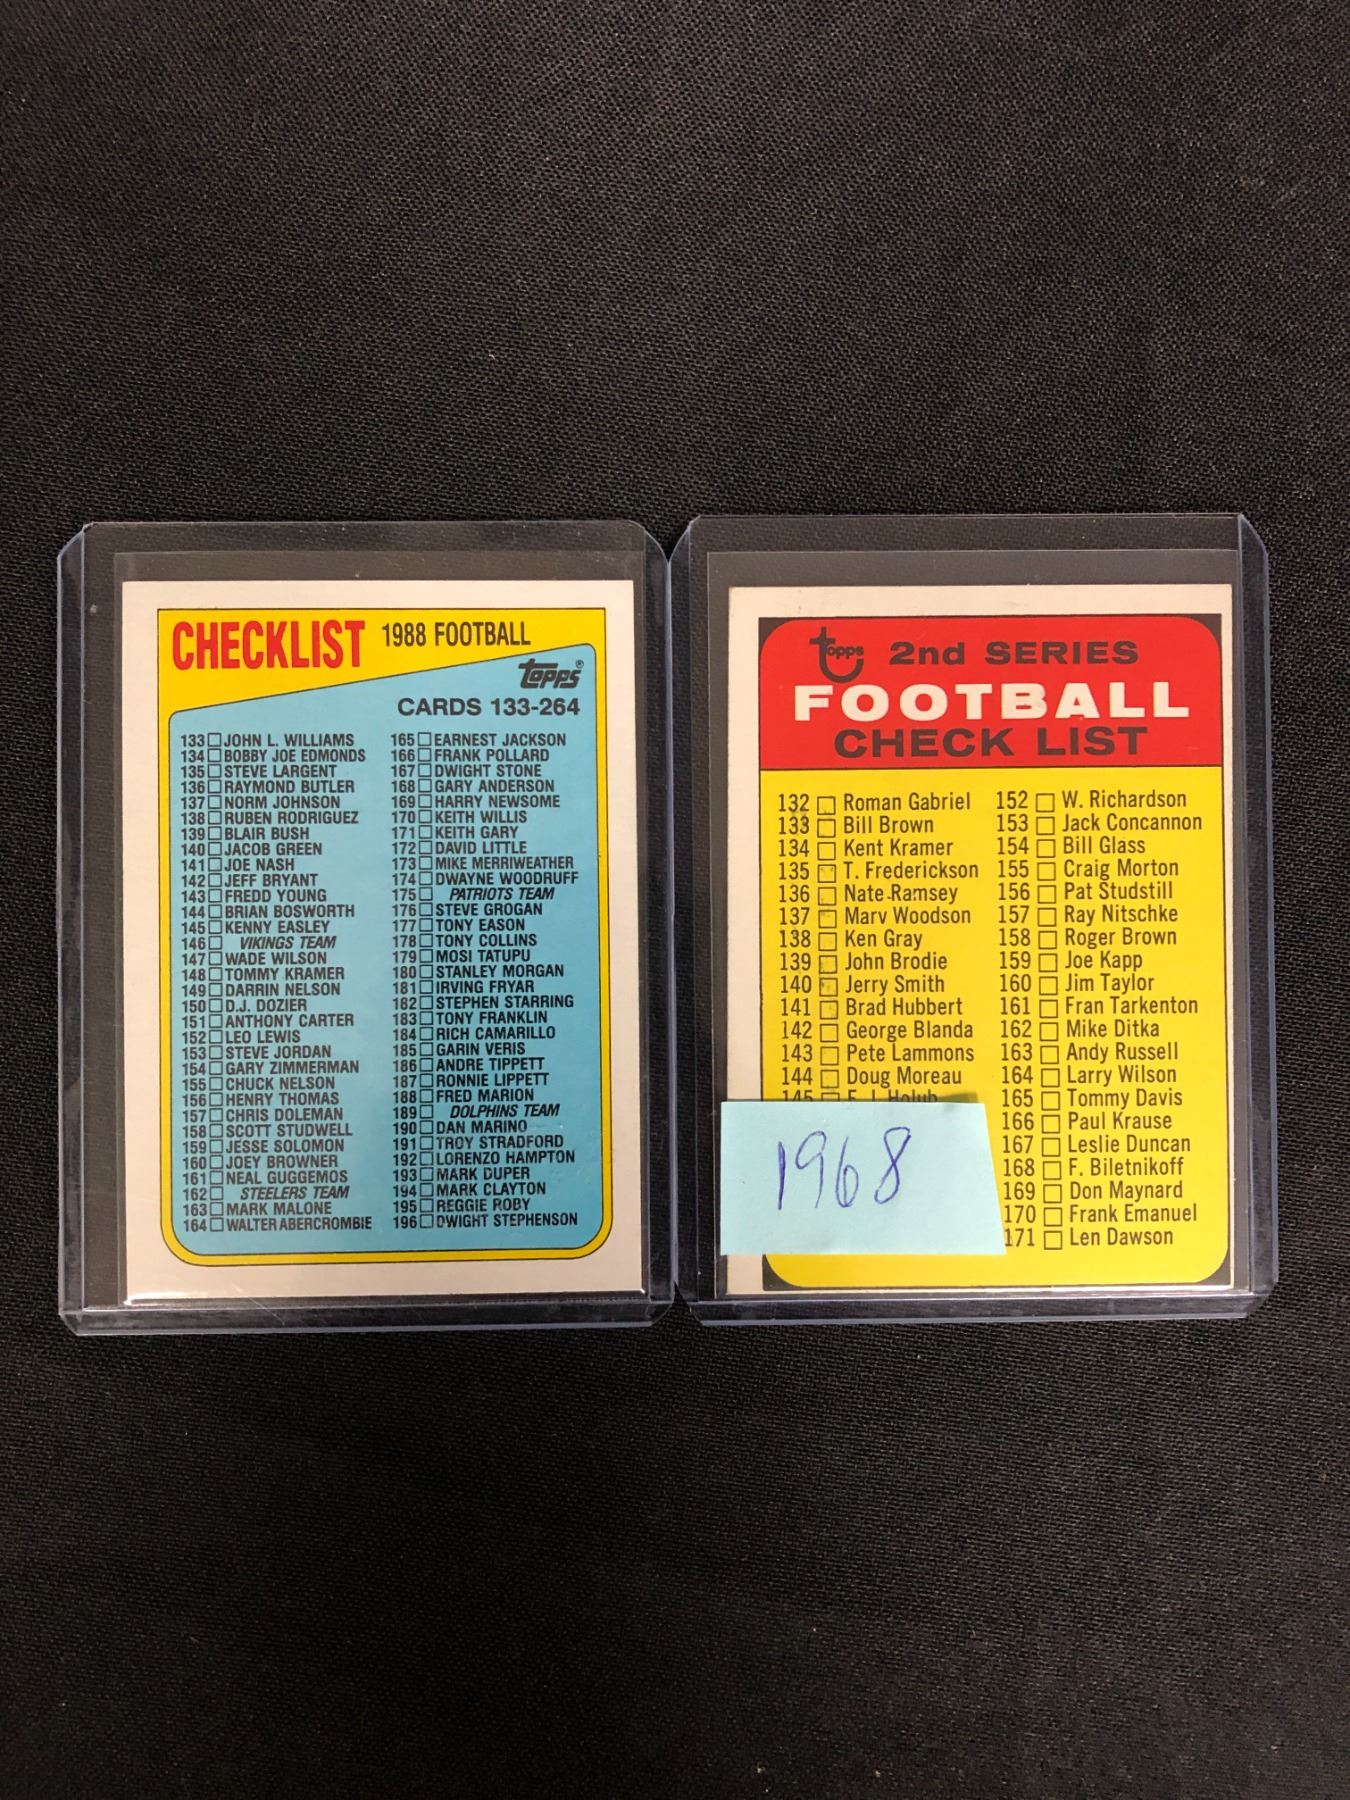 CHECKLIST 1988 FOOTBALL
topps®
CARDS 133-264
133 JOHN L. WILLIAMS
134 BOBBY JOE EDMONDS
135 STEVE LARGENT
136 RAYMOND BUTLER
137 NORM JOHNSON
138 RUBEN RODRIGUEZ
139 BLAIR BUSH
140 JACOB GREEN
141 JOE NASH
142 JEFF BRYANT
143 FREDD YOUNG
144 BRIAN BOSWORTH
145 KENNY EASLEY
146 VIKINGS TEAM
147 WADE WILSON
148 TOMMY KRAMER
149 DARRIN NELSON
150 D.J. DOZIER
151 ANTHONY CARTER
152 LEO LEWIS
153 STEVE JORDAN
154 GARY ZIMMERMAN
155 CHUCK NELSON
156 HENRY THOMAS
157 CHRIS DOLEMAN
158 SCOTT STUDWELL
159 JESSE SOLOMON
160 JOEY BROWNER
161 NEAL GUGGEMOS
162 STEELERS TEAM
163 MARK MALONE
164 WALTER ABERCROMBIE
165 EARNEST JACKSON
166 FRANK POLLARD
167 DWIGHT STONE
168 GARY ANDERSON
169 HARRY NEWSOME
170 KEITH WILLIS
171 KEITH GARY
172 DAVID LITTLE
173 MIKE MERRIWEATHER
174 DWAYNE WOODRUFF
175 PATRIOTS TEAM
176 STEVE GROGAN
177 TONY EASON
178 TONY COLLINS
179 MOSI TATUPU
180 STANLEY MORGAN
181 IRVING FRYAR
182 STEPHEN STARRING
183 TONY FRANKLIN
184 RICH CAMARILLO
185 GARIN VERIS
186 ANDRE TIPPETT
187 RONNIE LIPPETT
188 FRED MARION
189 DOLPHINS TEAM
190 DAN MARINO
191 TROY STRADFORD
192 LORENZO HAMPTON
193 MARK DUPER
194 MARK CLAYTON
195 REGGIE ROBY
196 DWIGHT STEPHENSON
topps 2nd SERIES
FOOTBALL
CHECK LIST
132 Roman Gabriel
133 Bill Brown
134 Kent Kramer
135 T. Frederickson
136 Nate Ramsey
137 Marv Woodson
138 Ken Gray
139 John Brodie
140 Jerry Smith
141 Brad Hubbert
142 George Blanda
143 Pete Lammons
144 Doug Moreau
145 E. J. Holub
152 W. Richardson
153 Jack Concannon
154 Bill Glass
155 Craig Morton
156 Pat Studstill
157 Ray Nitschke
158 Roger Brown
159 Joe Kapp
160 Jim Taylor
161 Fran Tarkenton
162 Mike Ditka
163 Andy Russell
164 Larry Wilson
165 Tommy Davis
166 Paul Krause
167 Leslie Duncan
168 F. Biletnikoff
169 Don Maynard
170 Frank Emanuel
171 Len Dawson
1968